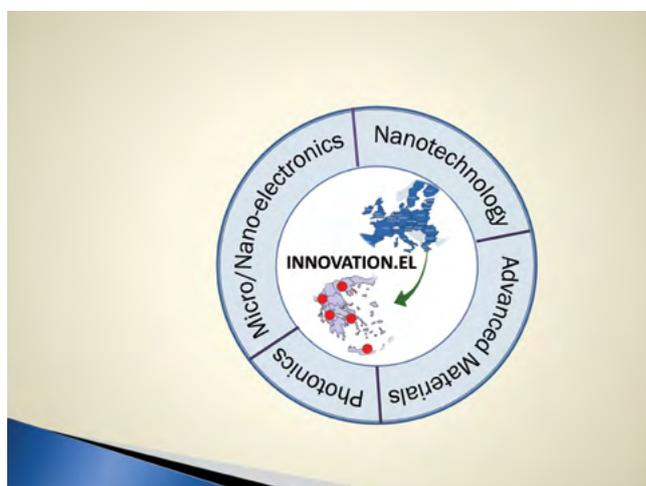 Nanotechnology
Advanced Materials
Photonics
Micro/Nano-electronics
INNOVATION.EL